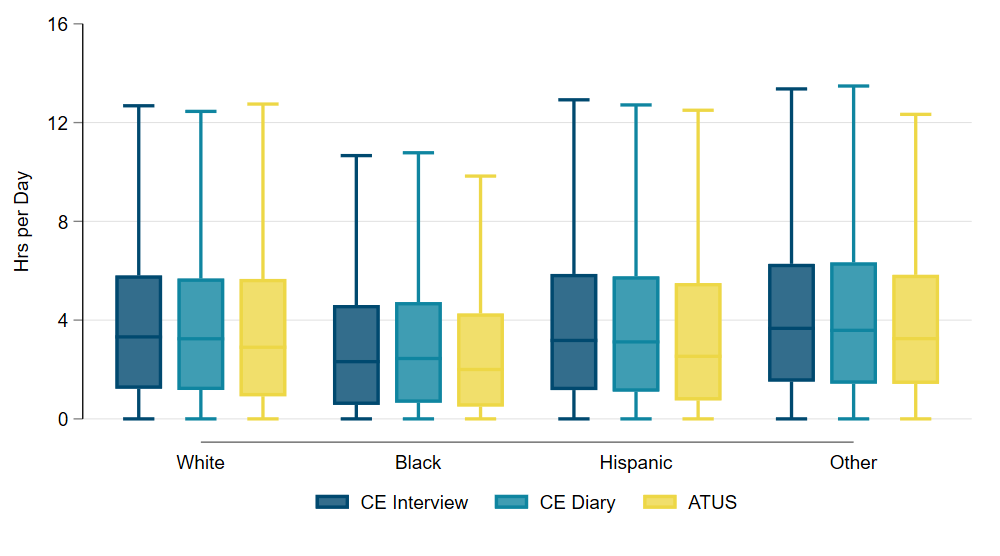 16
12
8
4
0
Hrs per Day
White Black Hispanic Other
CE Interview CE Diary ATUS